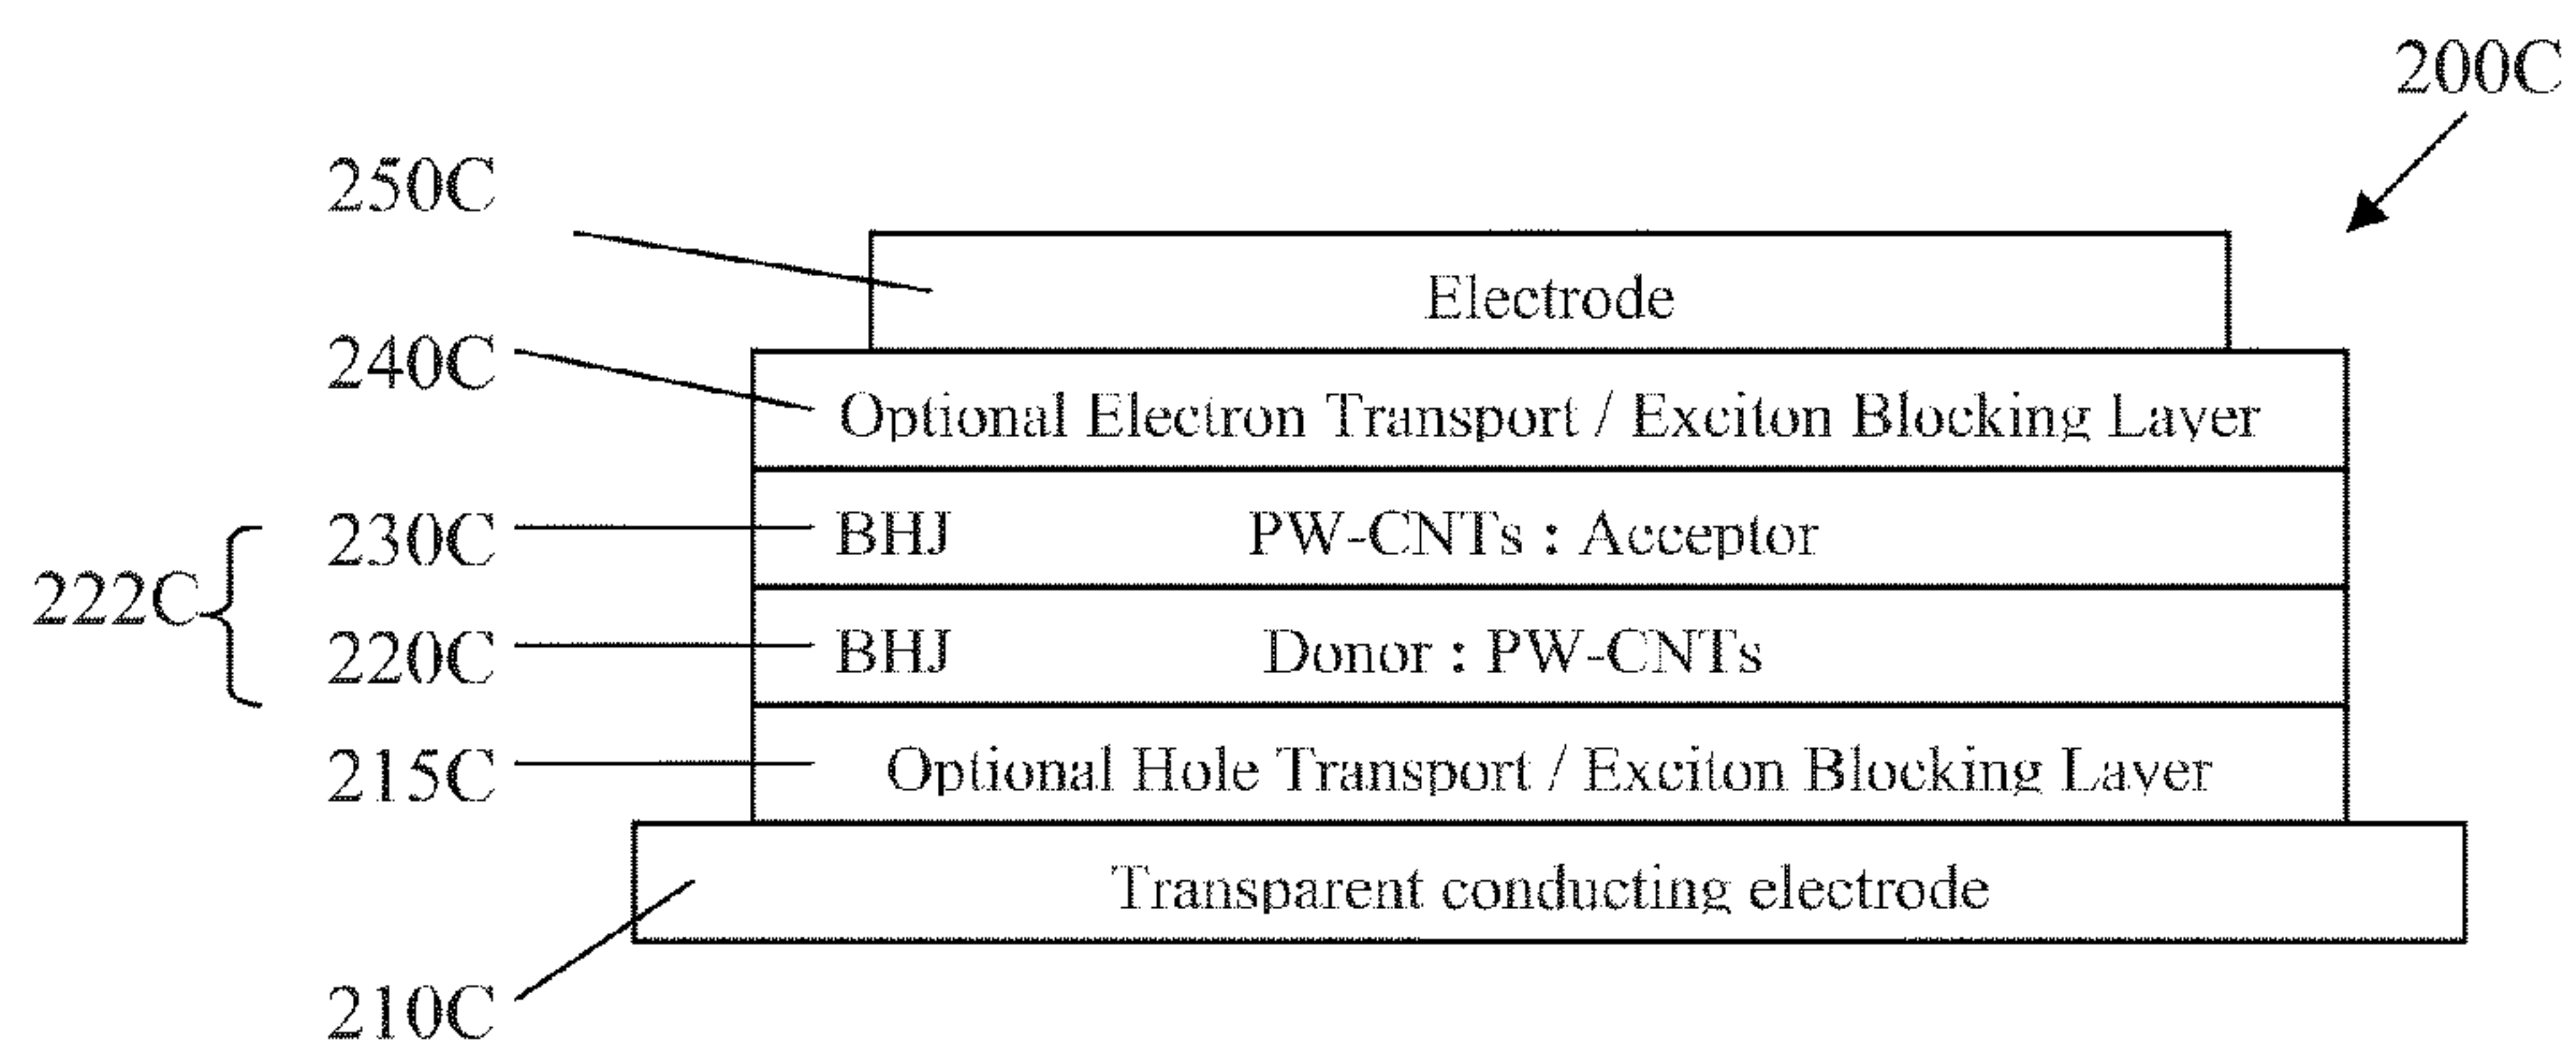 200C
250C
Electrode
240C
Optional Electron Transport / Exciton Blocking Layer
230C BHJ PW-CNTs : Acceptor
222C
220C BHJ Donor : PW-CNTs
215C Optional Hole Transport / Exciton Blocking Layer
Transparent conducting electrode
210C